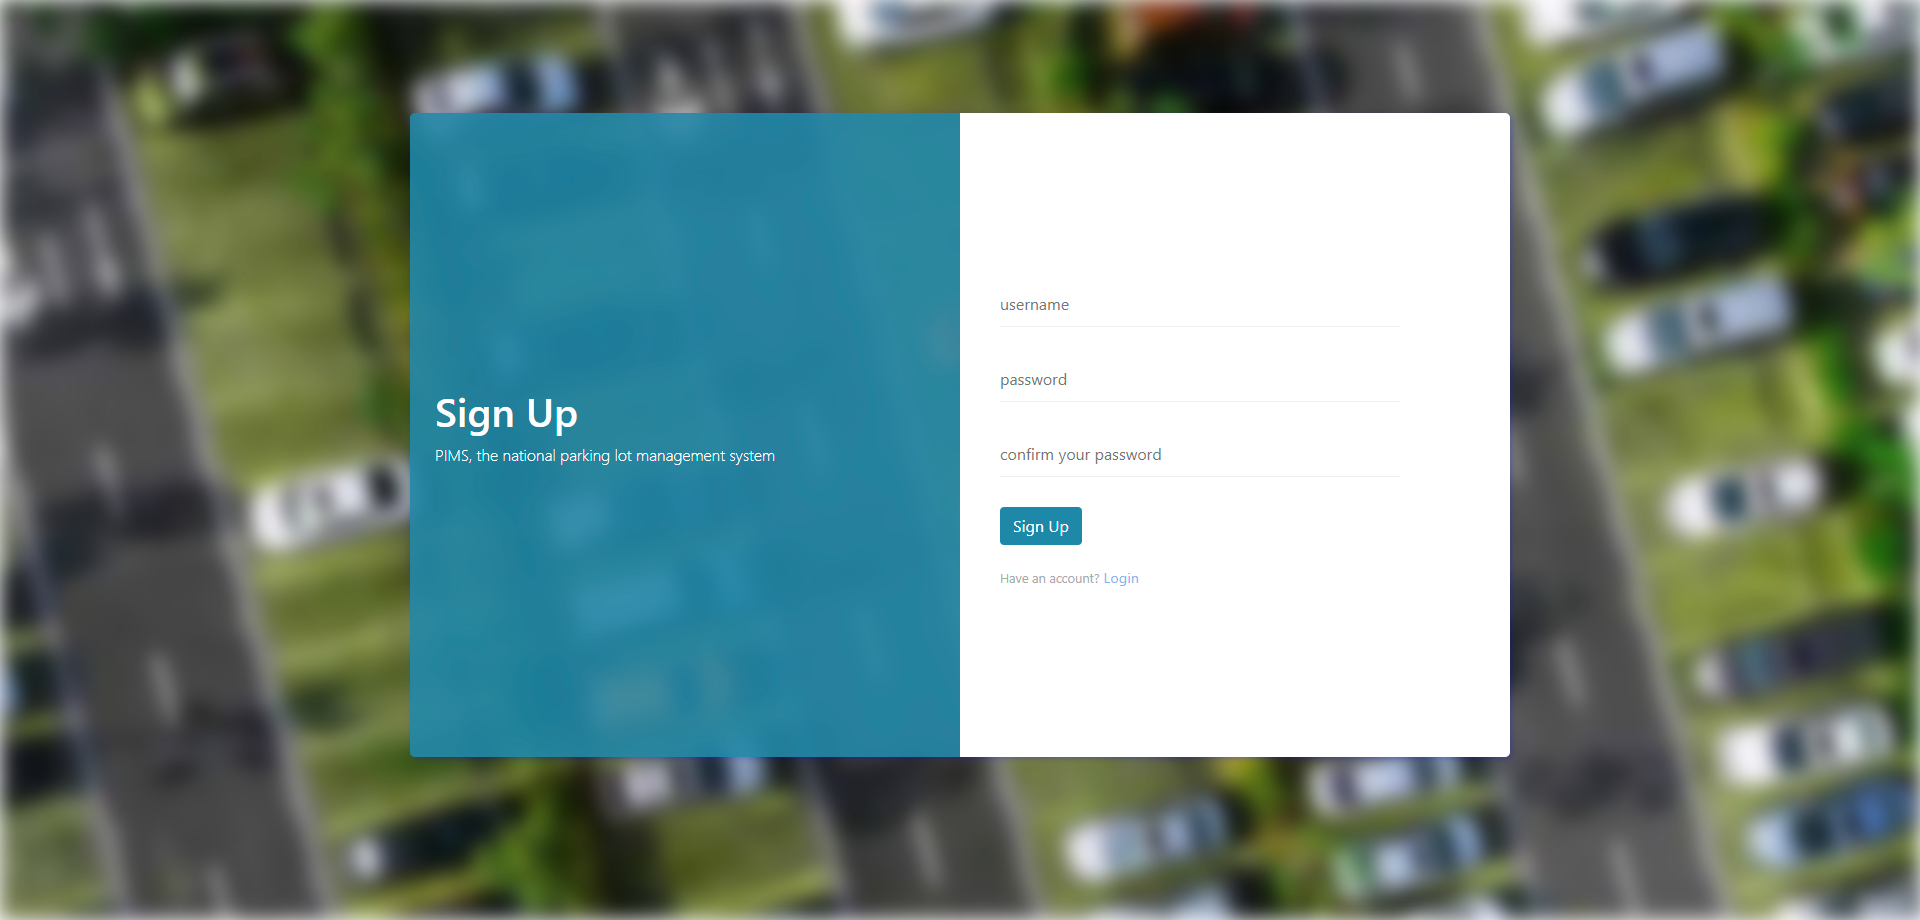 Sign Up
PIMS, the national parking lot management system
username
password
confirm your password
Sign Up
Have an account? Login